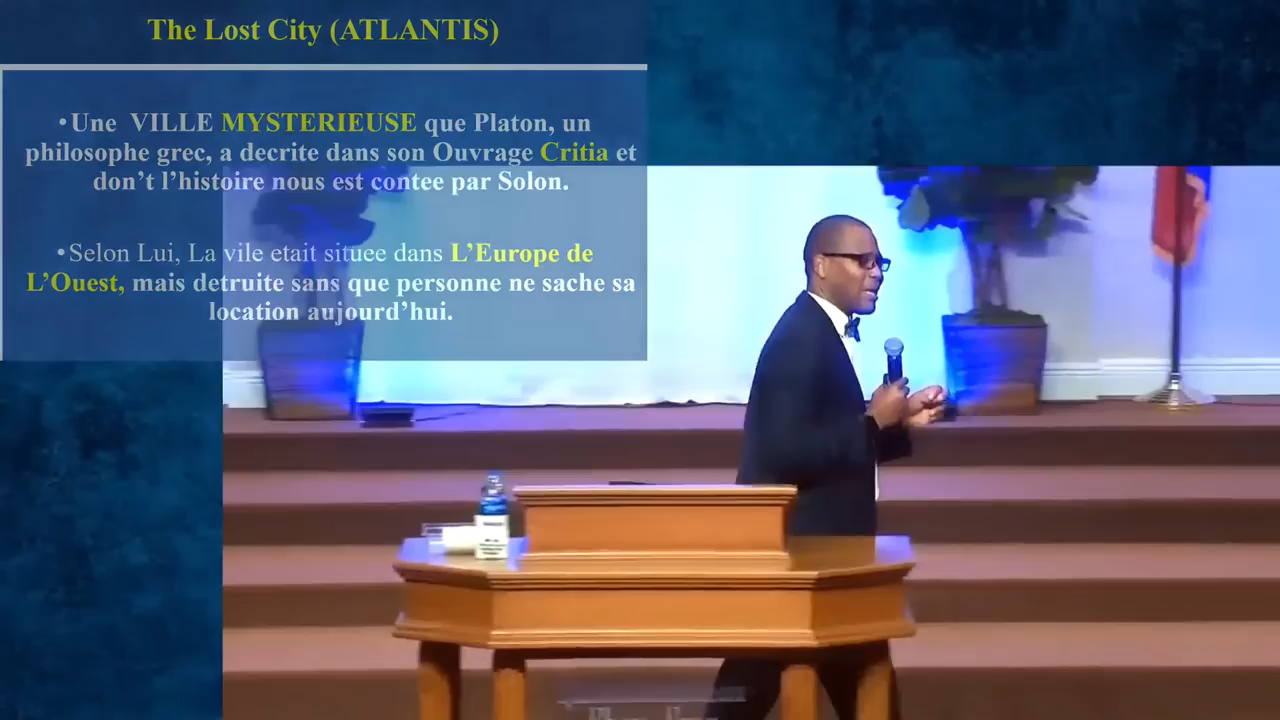 The Lost City (ATLANTIS)
•Une VILLE MYSTERIEUSE que Platon, un
philosophe grec, a decrite dans son Ouvrage Critia et
don't l'histoire nous est contee par Solon.
•Selon Lui, La vile etait situee dans L'Europe de
L'Ouest, mais detruite sans que personne ne sache sa
location aujourd'hui.